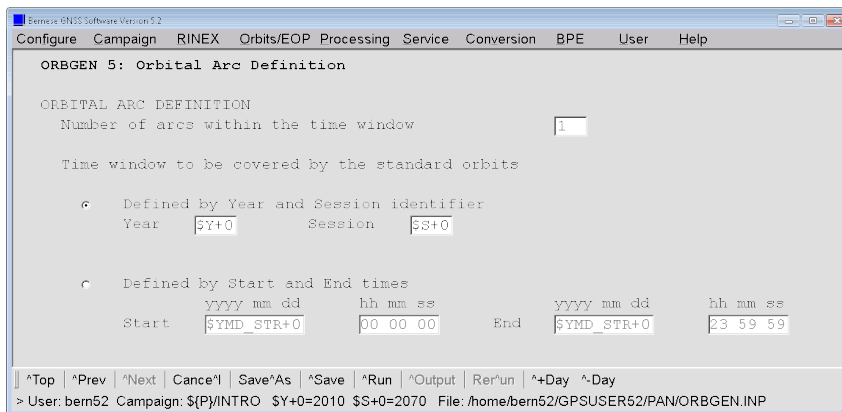 Bernese GNSS Software Version 5.2
Configure Campaign RINEX Orbits/EOP Processing Service Conversion BPE User Help
ORBGEN 5: Orbital Arc Definition
ORBITAL ARC DEFINITION
Number of arcs within the time window 1
Time window to be covered by the standard orbits
Defined by Year and Session identifier
Year $Y+0 Session $S+0
Defined by Start and End times
yyyy mm dd hh mm ss yyyy mm dd hh mm ss
Start $YMD_STR+0 00 00 00 End $YMD_STR+0 23 59 59
^Top ^Prev ^Next Cance^l Save^As ^Save ^Run ^Output Rer^un ^+Day ^-Day
> User: bern52 Campaign: ${P}/INTRO $Y+0=2010 $S+0=2070 File: /home/bern52/GPSUSER52/PAN/ORBGEN.INP